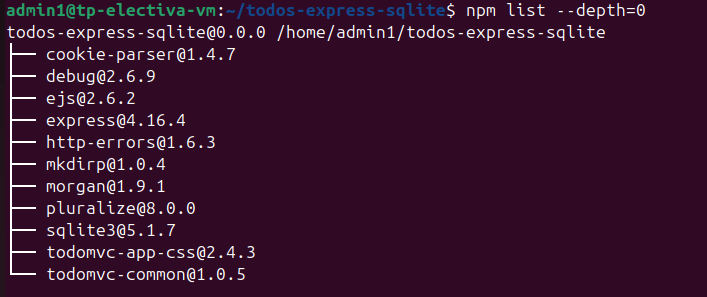 admin1@tp-electiva-vm:~/todos-express-sqlite$ npm list --depth=0
todos-express-sqlite@0.0.0 /home/admin1/todos-express-sqlite
├── cookie-parser@1.4.7
├── debug@2.6.9
├── ejs@2.6.2
├── express@4.16.4
├── http-errors@1.6.3
├── mkdirp@1.0.4
├── morgan@1.9.1
├── pluralize@8.0.0
├── sqlite3@5.1.7
├── todomvc-app-css@2.4.3
└── todomvc-common@1.0.5